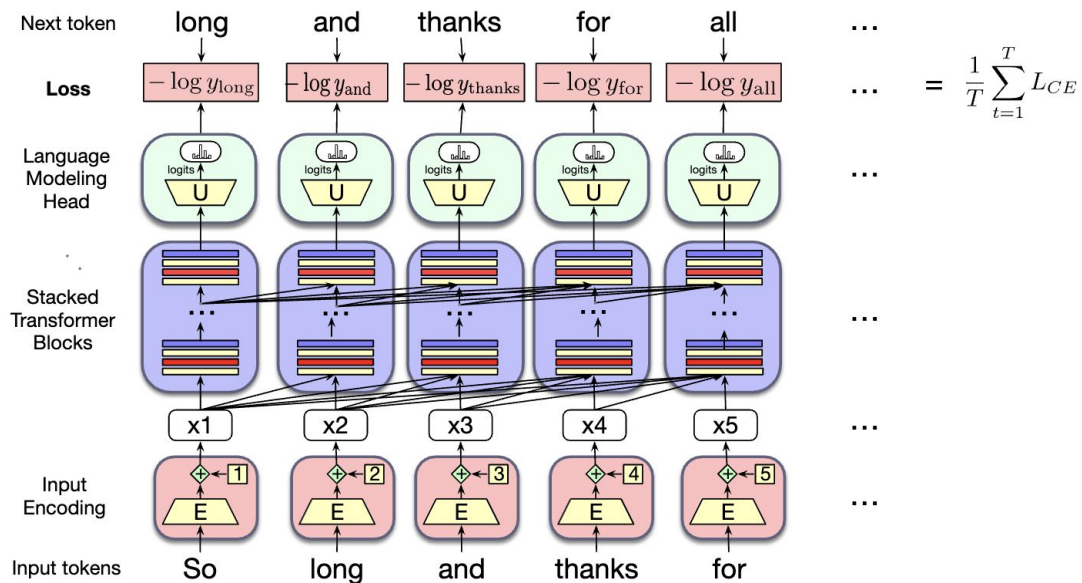 Next token long and thanks for all ...
Loss − log y_long − log y_and − log y_thanks − log y_for − log y_all ... = 1/T ∑_{t=1}^{T} L_{CE}
Language
Modeling
Head
logits logits logits logits logits
U U U U U ...
Stacked
Transformer
Blocks
... ... ... ... ... ...
x1 x2 x3 x4 x5 ...
+ 1 + 2 + 3 + 4 + 5
Input
Encoding
E E E E E ...
Input tokens So long and thanks for